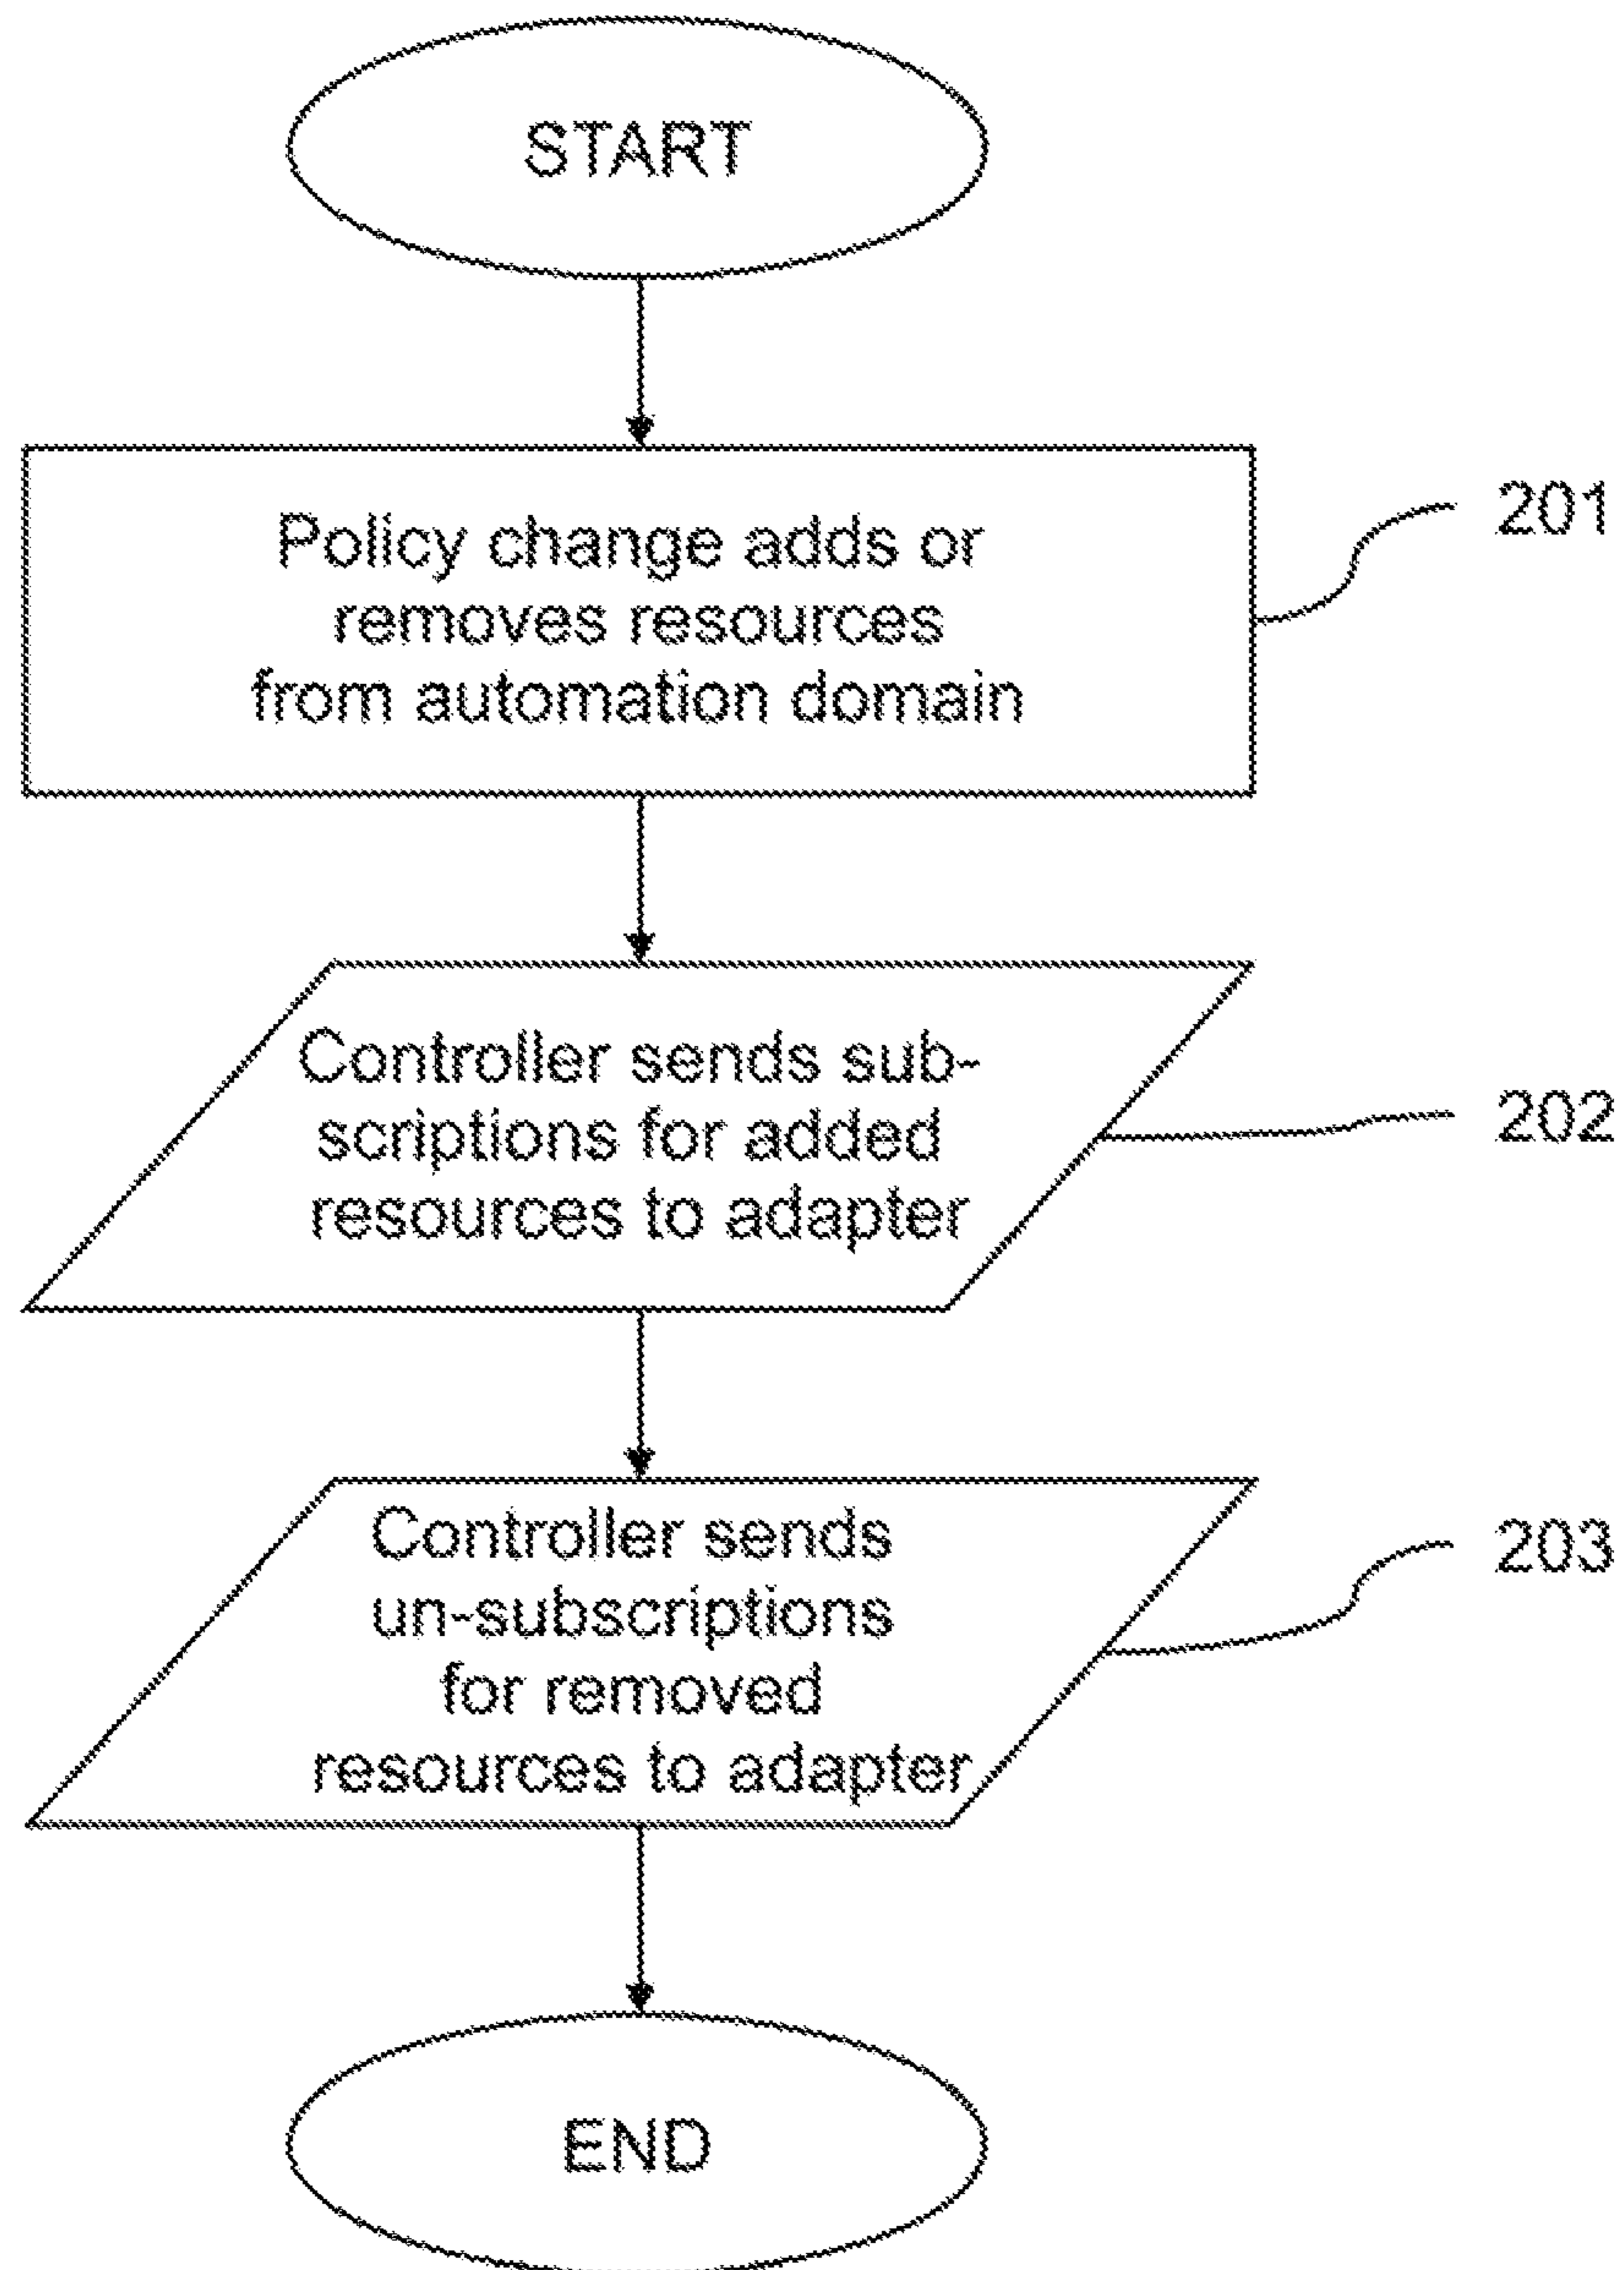 START
Policy change adds or
removes resources
from automation domain
201
Controller sends sub-
scriptions for added
resources to adapter
202
Controller sends
un-subscriptions
for removed
resources to adapter
203
END